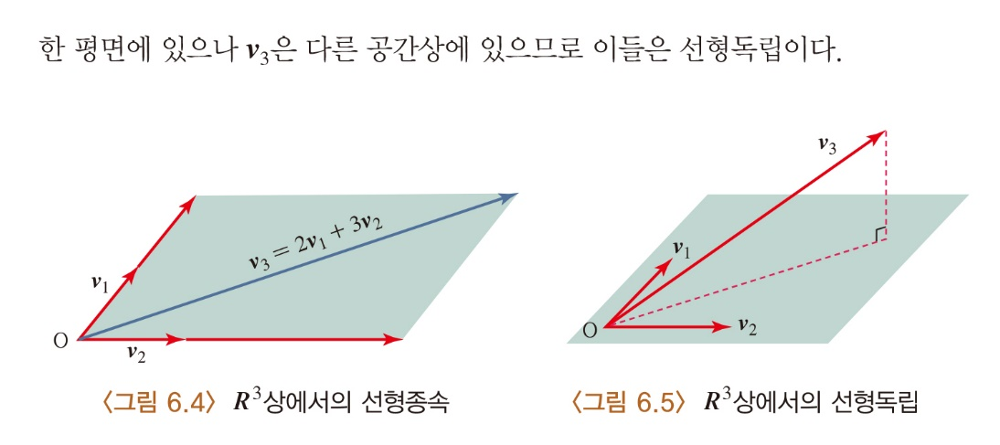 한 평면에 있으나 v₃은 다른 공간상에 있으므로 이들은 선형독립이다.
v₁
v₃ = 2v₁ + 3v₂
O
v₂
〈그림 6.4〉 R³상에서의 선형종속
v₃
v₁
O
v₂
〈그림 6.5〉 R³상에서의 선형독립